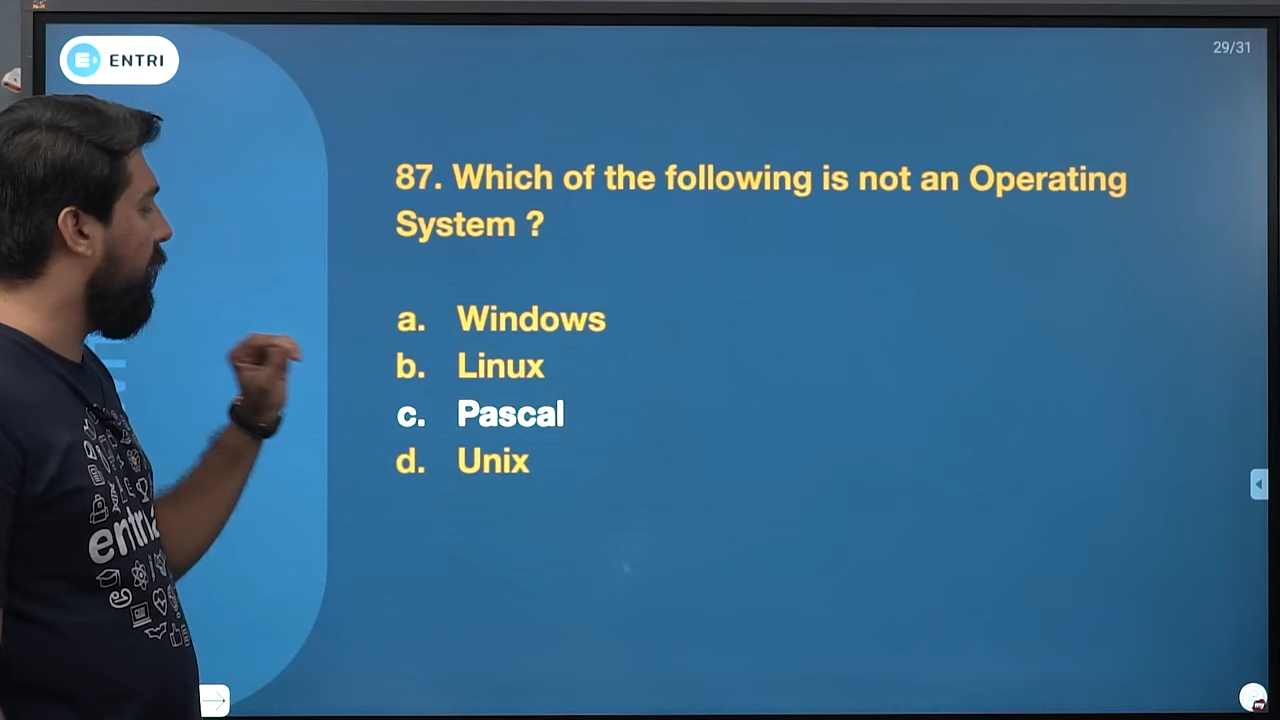 ENTRI
29/31
87. Which of the following is not an Operating
System ?
a. Windows
b. Linux
c. Pascal
d. Unix